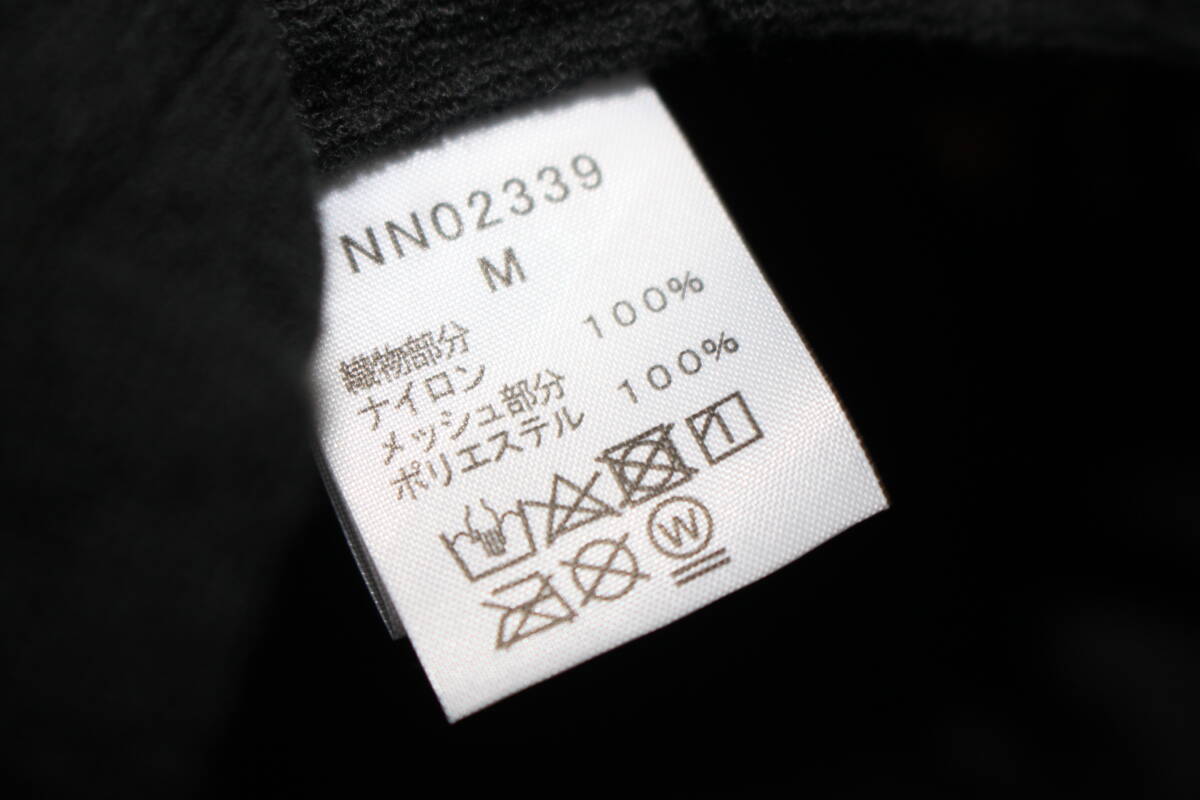 NN02339
M
織物部分
ナイロン 100%
メッシュ部分
ポリエステル 100%
W